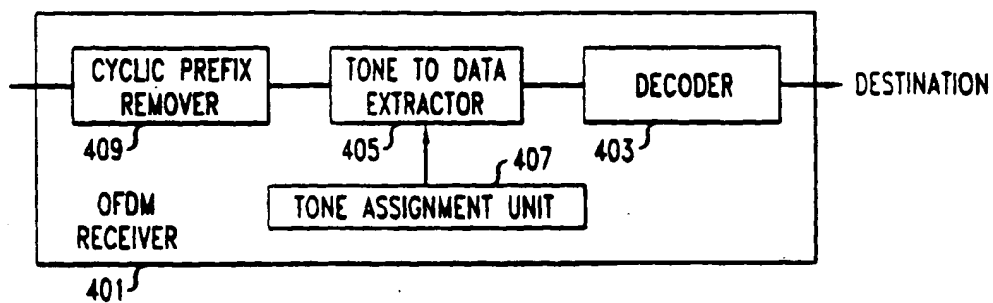 CYCLIC PREFIX
REMOVER
409
TONE TO DATA
EXTRACTOR
405
DECODER
403
DESTINATION
407
TONE ASSIGNMENT UNIT
OFDM
RECEIVER
401